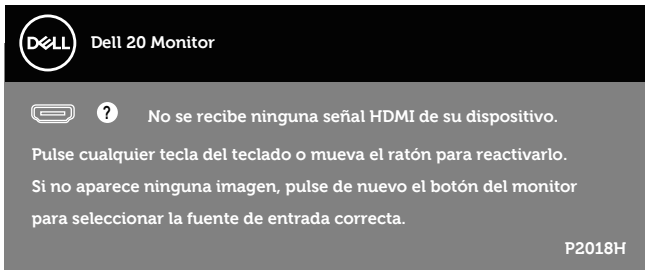 DELL
Dell 20 Monitor
? No se recibe ninguna señal HDMI de su dispositivo.
Pulse cualquier tecla del teclado o mueva el ratón para reactivarlo.
Si no aparece ninguna imagen, pulse de nuevo el botón del monitor
para seleccionar la fuente de entrada correcta.
P2018H